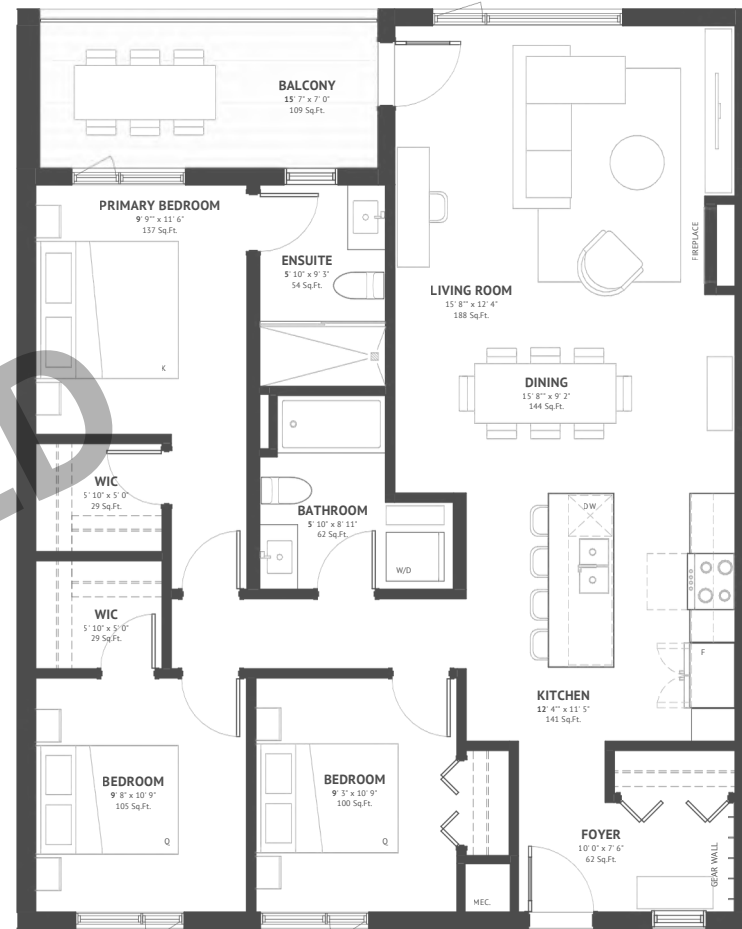 BALCONY
15' 7" x 7' 0"
109 Sq.Ft.
PRIMARY BEDROOM
9' 9"" x 11' 6"
137 Sq.Ft.
ENSUITE
5' 10" x 9' 3"
54 Sq.Ft.
FIREPLACE
LIVING ROOM
15' 8"" x 12' 4"
188 Sq.Ft.
K
DINING
15' 8"" x 9' 2"
144 Sq.Ft.
LD
WIC
5' 10" x 5' 0"
29 Sq.Ft.
BATHROOM
5' 10" x 8' 11"
62 Sq.Ft.
DW
W/D
WIC
5' 10" x 5' 0"
29 Sq.Ft.
F
KITCHEN
12' 4"" x 11' 5"
141 Sq.Ft.
BEDROOM
9' 8" x 10' 9"
105 Sq.Ft.
Q
BEDROOM
9' 3" x 10' 9"
100 Sq.Ft.
Q
FOYER
10' 0" x 7' 6"
62 Sq.Ft.
GEAR WALL
MEC.